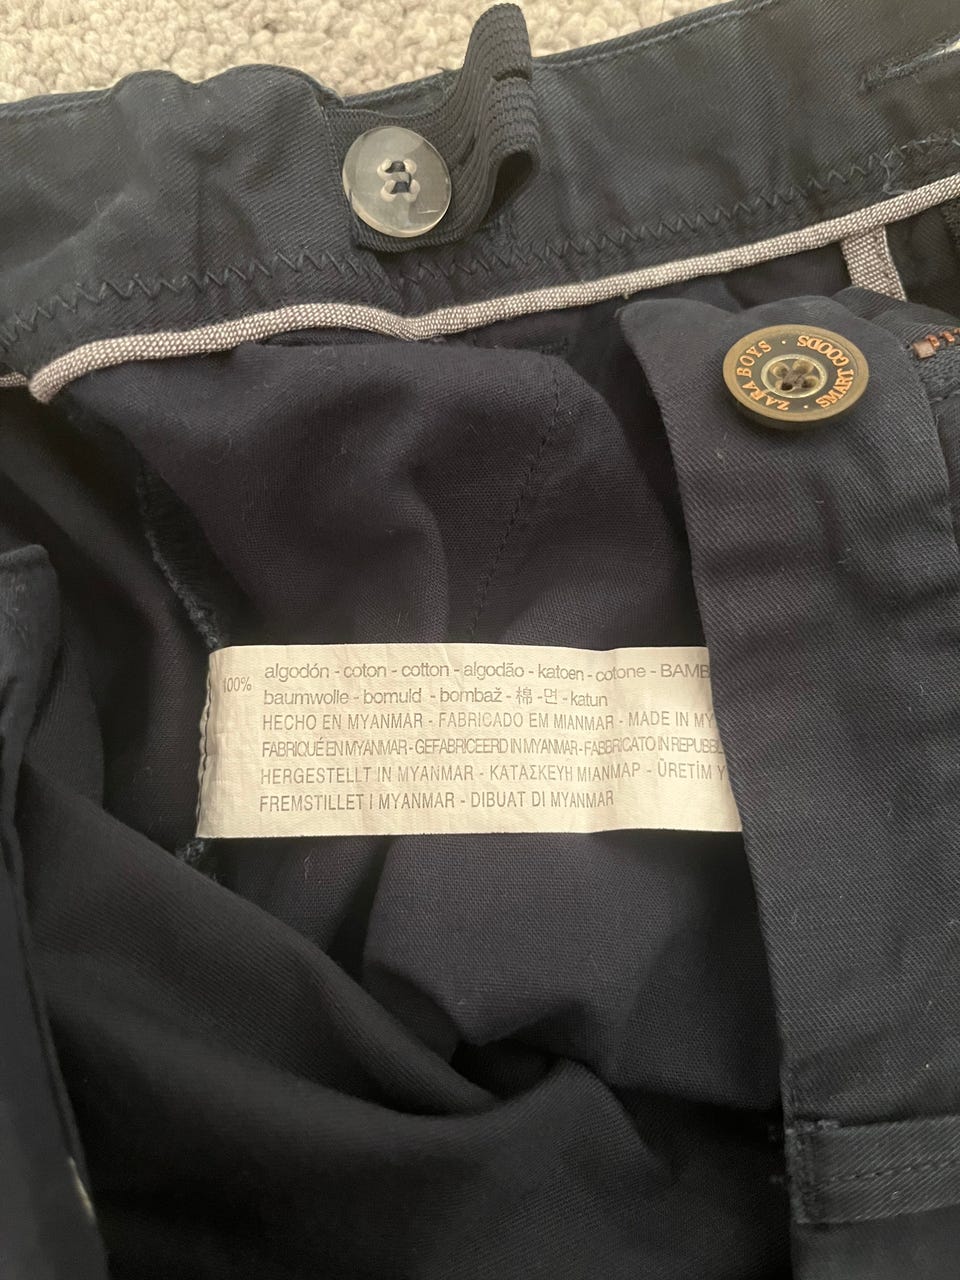 ZARA BOYS · SMART GOODS ·
100% algodón - coton - cotton - algodão - katoen - cotone - BAMB
baumwolle - bomuld - bombaž - 棉 - 면 - katun
HECHO EN MYANMAR - FABRICADO EM MIANMAR - MADE IN MY
FABRIQUÉ EN MYANMAR - GEFABRICEERD IN MYANMAR - FABBRICATO IN REPUBBL
HERGESTELLT IN MYANMAR - ΚΑΤΑΣΚΕΥΗ ΜΙΑΝΜΑΡ - ÜRETİM Y
FREMSTILLET I MYANMAR - DIBUAT DI MYANMAR